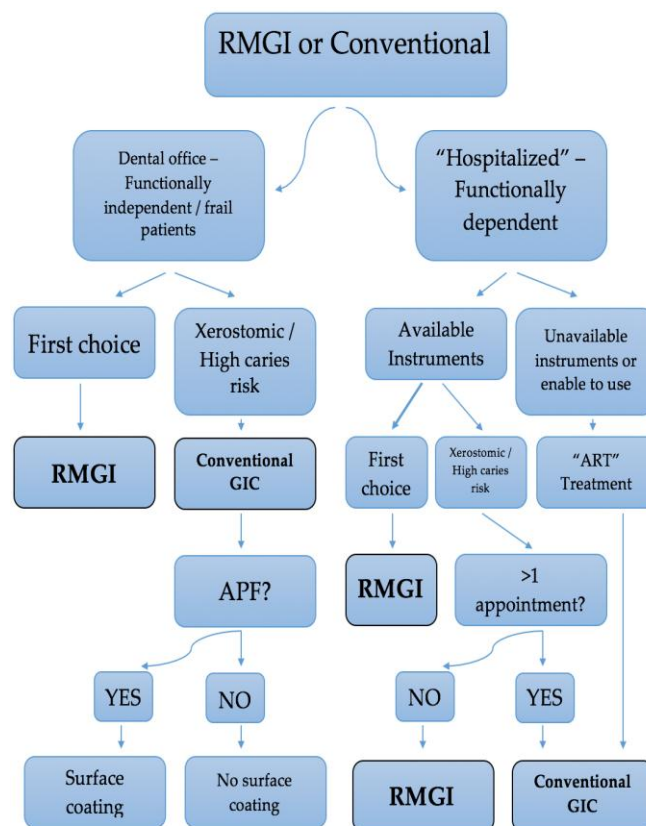 RMGI or Conventional
Dental office –
Functionally
independent / frail
patients
“Hospitalized” –
Functionally
dependent
First choice
Xerostomic /
High caries
risk
Available
Instruments
Unavailable
instruments or
enable to use
RMGI
Conventional
GIC
First
choice
Xerostomic /
High caries
risk
“ART”
Treatment
APF?
RMGI
>1
appointment?
YES
NO
NO
YES
Surface
coating
No surface
coating
RMGI
Conventional
GIC